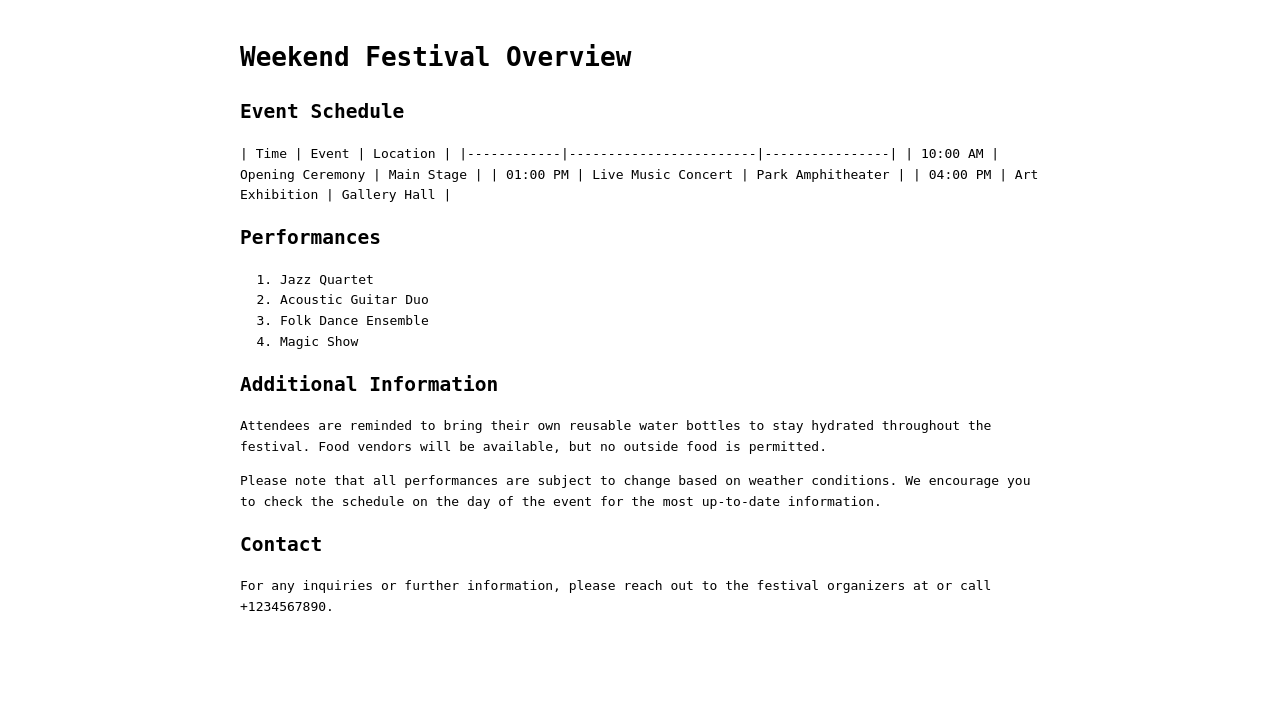 Weekend Festival Overview
Event Schedule
| Time | Event | Location | |------------|------------------------|----------------| | 10:00 AM |
Opening Ceremony | Main Stage | | 01:00 PM | Live Music Concert | Park Amphitheater | | 04:00 PM | Art
Exhibition | Gallery Hall |
Performances
1. Jazz Quartet
2. Acoustic Guitar Duo
3. Folk Dance Ensemble
4. Magic Show
Additional Information
Attendees are reminded to bring their own reusable water bottles to stay hydrated throughout the
festival. Food vendors will be available, but no outside food is permitted.
Please note that all performances are subject to change based on weather conditions. We encourage you
to check the schedule on the day of the event for the most up-to-date information.
Contact
For any inquiries or further information, please reach out to the festival organizers at or call
+1234567890.